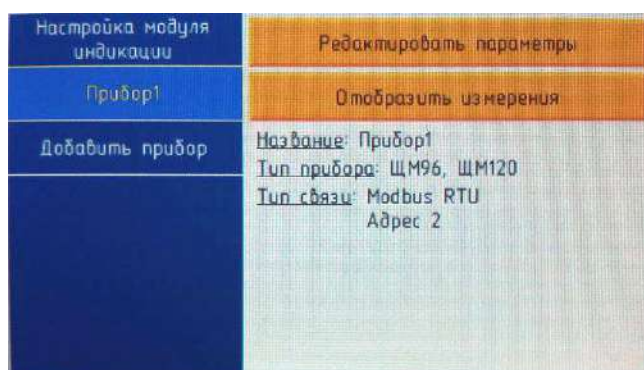 Настройка модуля
индикации
Прибор1
Добавить прибор
Редактировать параметры
Отобразить измерения
Название: Прибор1
Тип прибора: ЩМ96, ЩМ120
Тип связи: Modbus RTU
Адрес 2